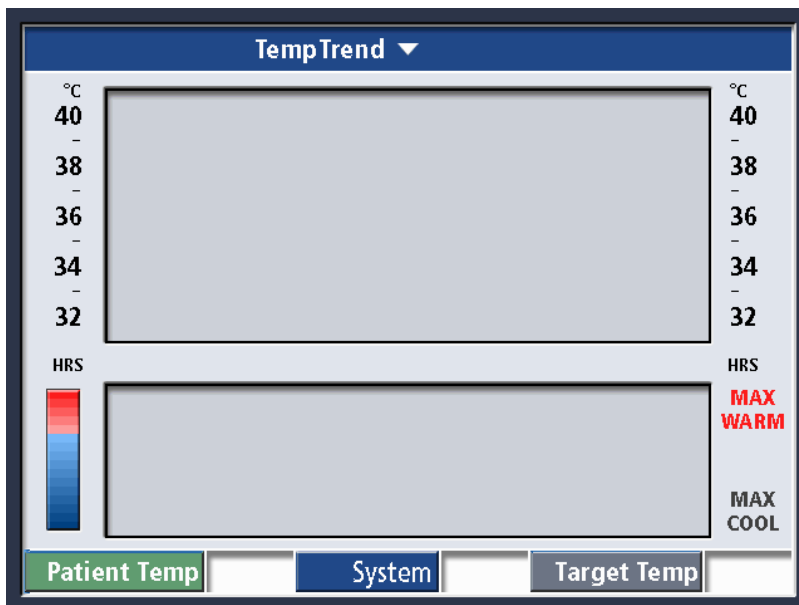 TempTrend
°C
40
–
38
–
36
–
34
–
32
HRS
°C
40
–
38
–
36
–
34
–
32
HRS
MAX
WARM
MAX
COOL
Patient Temp
System
Target Temp